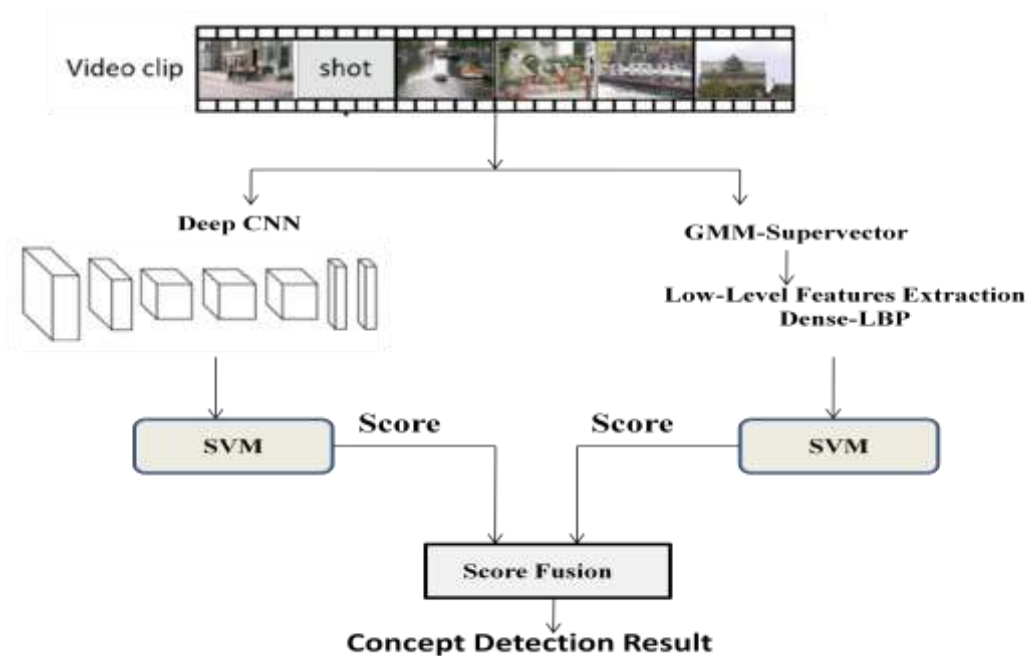 Video clip
shot
Deep CNN
GMM-Supervector
Low-Level Features Extraction
Dense-LBP
Score
Score
SVM
SVM
Score Fusion
Concept Detection Result